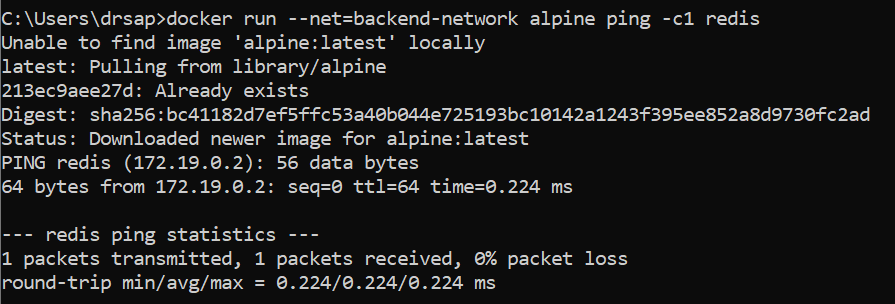 C:\Users\drsap>docker run --net=backend-network alpine ping -c1 redis
Unable to find image 'alpine:latest' locally
latest: Pulling from library/alpine
213ec9aee27d: Already exists
Digest: sha256:bc41182d7ef5ffc53a40b044e725193bc10142a1243f395ee852a8d9730fc2ad
Status: Downloaded newer image for alpine:latest
PING redis (172.19.0.2): 56 data bytes
64 bytes from 172.19.0.2: seq=0 ttl=64 time=0.224 ms
--- redis ping statistics ---
1 packets transmitted, 1 packets received, 0% packet loss
round-trip min/avg/max = 0.224/0.224/0.224 ms